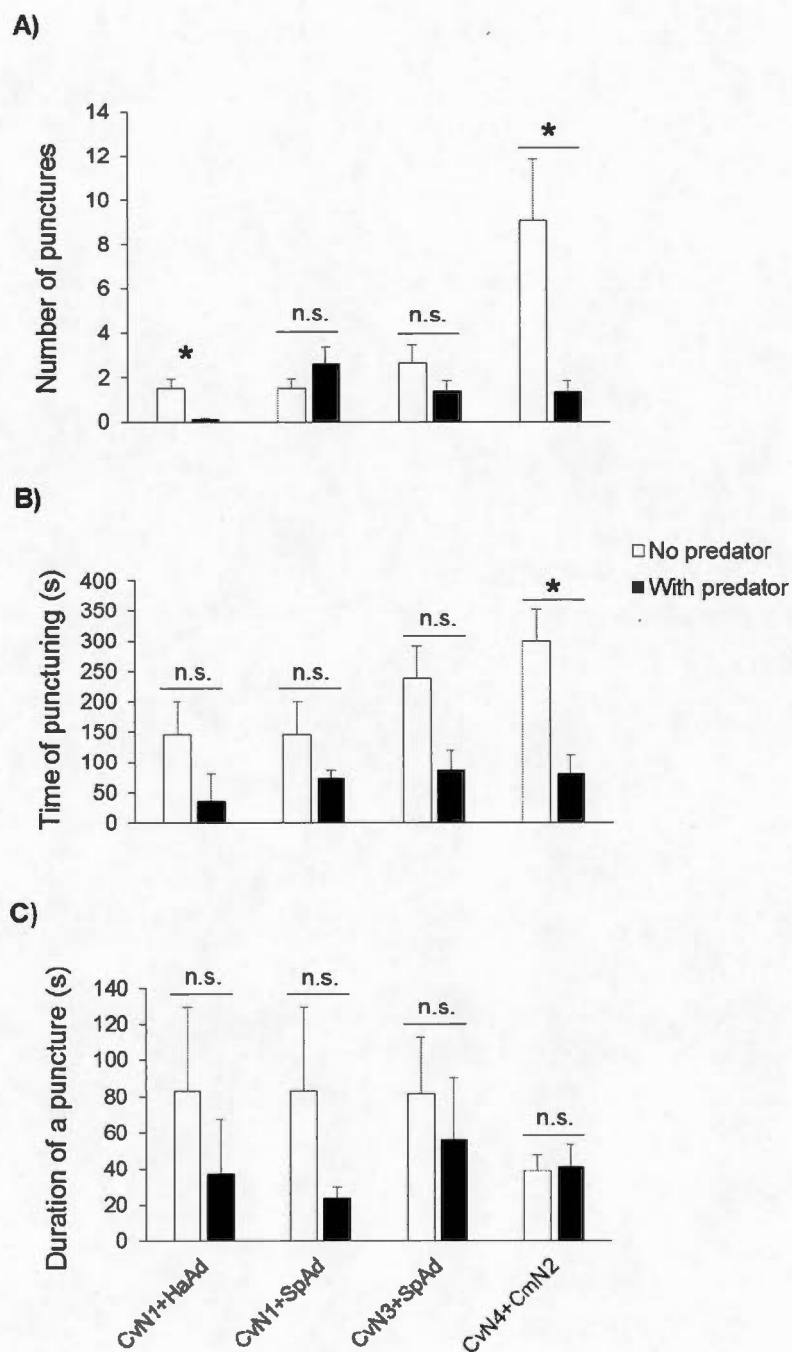 A)
Number of punctures
14
12
10
8
6
4
2
0
*
n.s.
n.s.
*
B)
Time of puncturing (s)
400
350
300
250
200
150
100
50
0
n.s.
n.s.
n.s.
*
No predator
With predator
C)
Duration of a puncture (s)
140
120
100
80
60
40
20
0
n.s.
n.s.
n.s.
n.s.
CvN1+HaAd
CvN1+SpAd
CvN3+SpAd
CvN4+CmN2